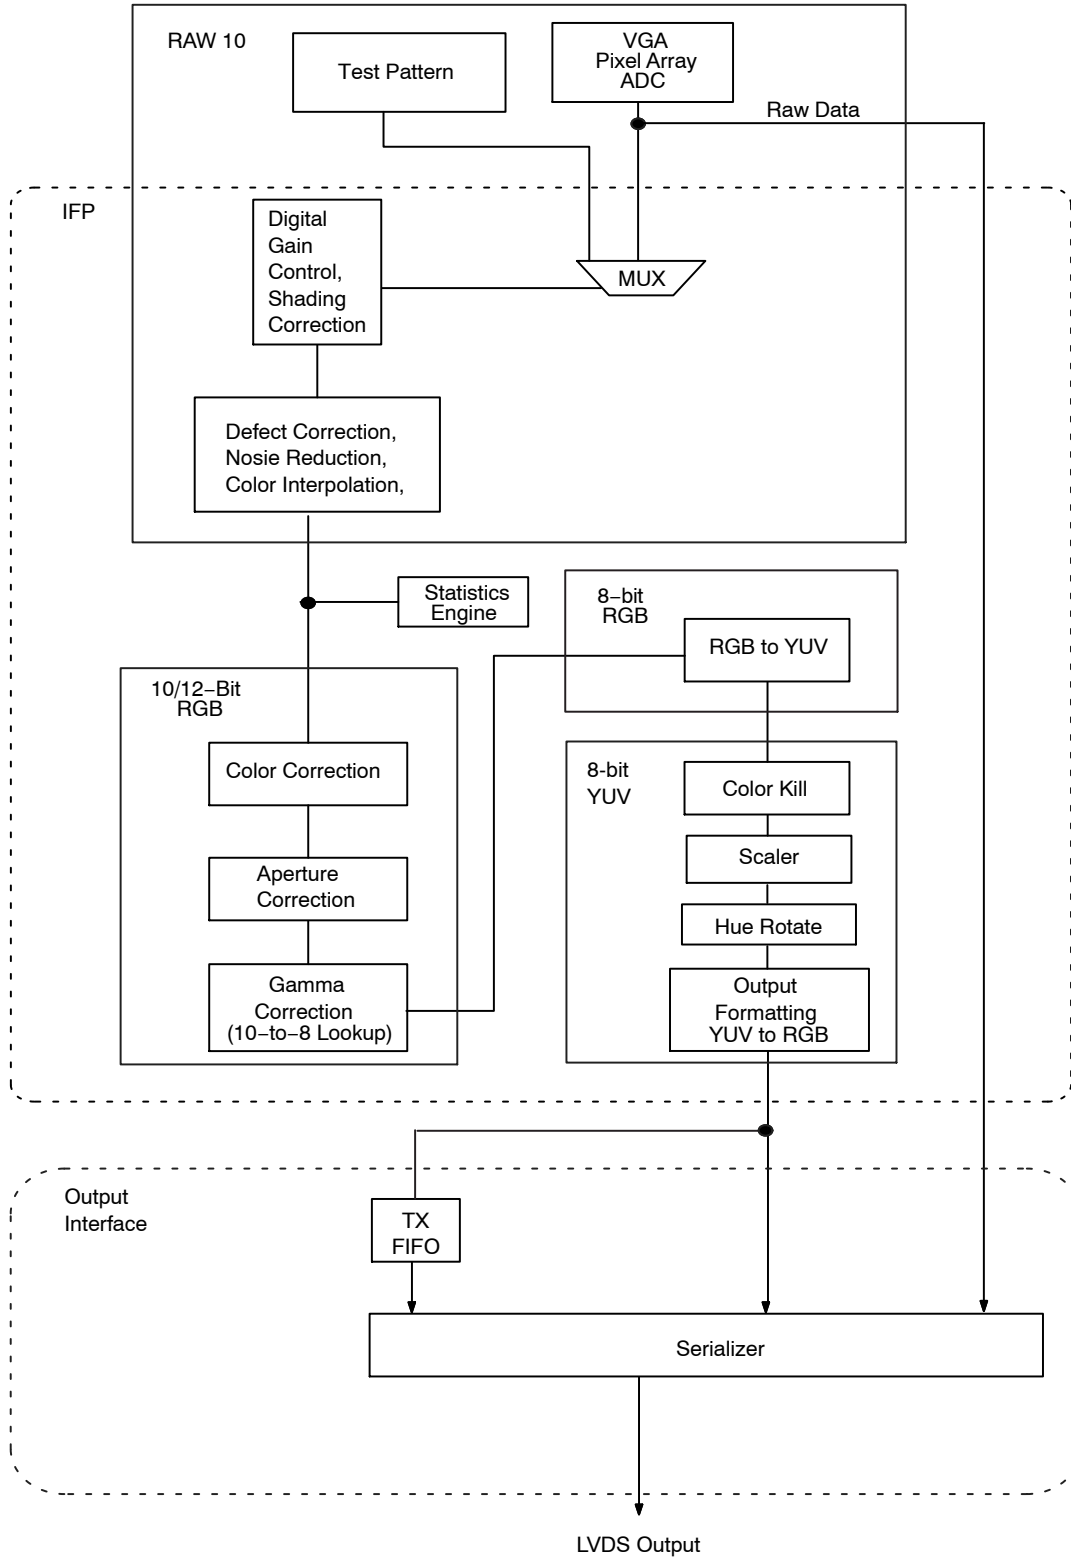 RAW 10
Test Pattern
VGA
Pixel Array
ADC
Raw Data
IFP
Digital
Gain
Control,
Shading
Correction
MUX
Defect Correction,
Nosie Reduction,
Color Interpolation,
Statistics
Engine
8−bit
RGB
RGB to YUV
10/12−Bit
RGB
Color Correction
Aperture
Correction
Gamma
Correction
(10−to−8 Lookup)
8-bit
YUV
Color Kill
Scaler
Hue Rotate
Output
Formatting
YUV to RGB
Output
Interface
TX
FIFO
Serializer
LVDS Output